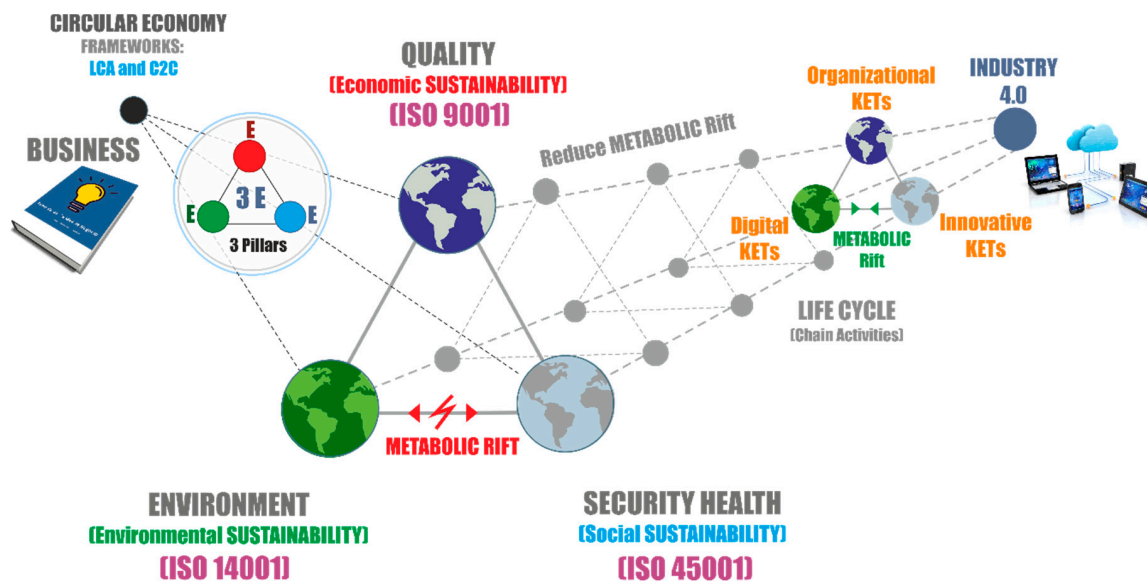 CIRCULAR ECONOMY
FRAMEWORKS:
LCA and C2C
BUSINESS
E
3 E
E
E
3 Pillars
QUALITY
(Economic SUSTAINABILITY)
(ISO 9001)
Reduce METABOLIC Rift
Organizational
KETs
INDUSTRY
4.0
Digital
KETs
METABOLIC
Rift
Innovative
KETs
LIFE CYCLE
(Chain Activities)
METABOLIC RIFT
ENVIRONMENT
(Environmental SUSTAINABILITY)
(ISO 14001)
SECURITY HEALTH
(Social SUSTAINABILITY)
(ISO 45001)